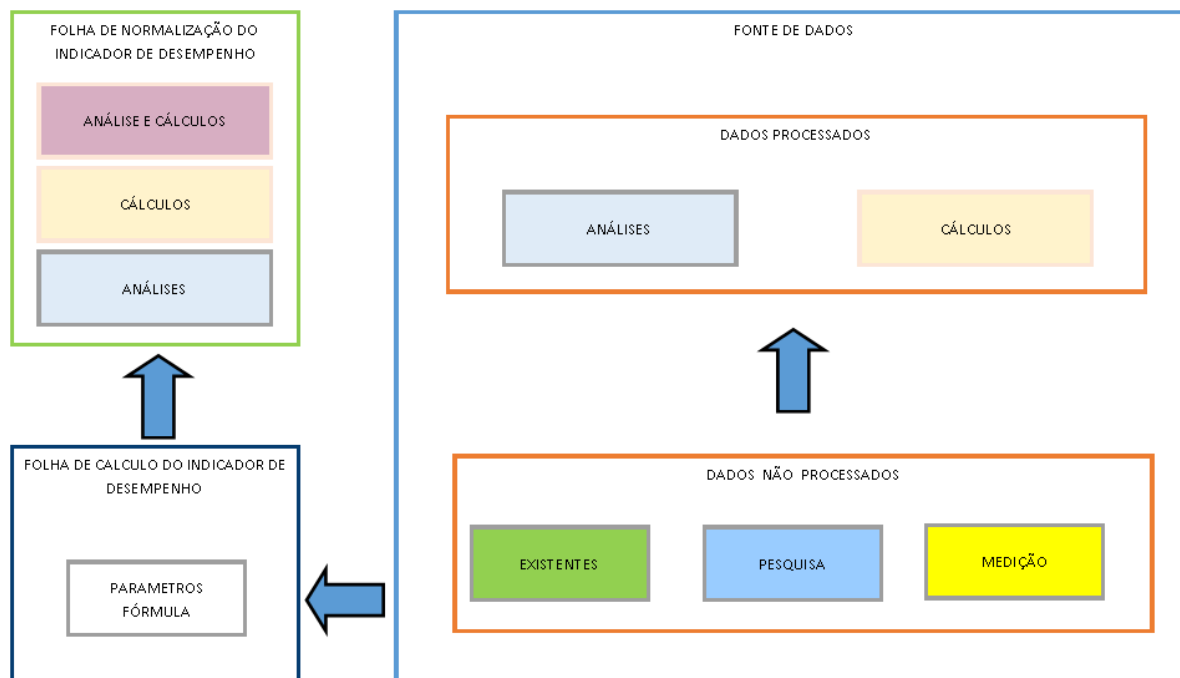 FOLHA DE NORMALIZAÇÃO DO
INDICADOR DE DESEMPENHO
ANÁLISE E CÁLCULOS
CÁLCULOS
ANÁLISES
FOLHA DE CALCULO DO INDICADOR DE
DESEMPENHO
PARAMETROS
FÓRMULA
FONTE DE DADOS
DADOS PROCESSADOS
ANÁLISES
CÁLCULOS
DADOS NÃO PROCESSADOS
EXISTENTES
PESQUISA
MEDIÇÃO